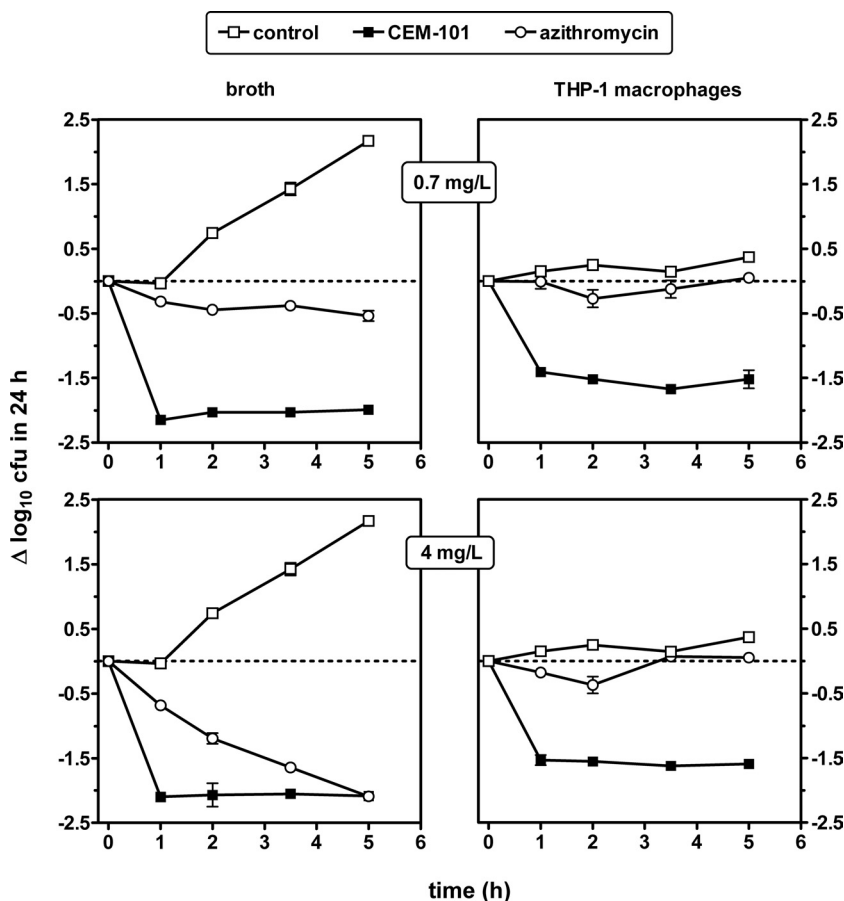 control CEM-101 azithromycin
broth THP-1 macrophages
2.5 2.5
1.5 0.7 mg/L 1.5
0.5 0.5
-0.5 -0.5
-1.5 -1.5
-2.5 -2.5
0 1 2 3 4 5 6 0 1 2 3 4 5 6
Δ log10 cfu in 24 h
2.5 2.5
1.5 4 mg/L 1.5
0.5 0.5
-0.5 -0.5
-1.5 -1.5
-2.5 -2.5
0 1 2 3 4 5 6 0 1 2 3 4 5 6
time (h)